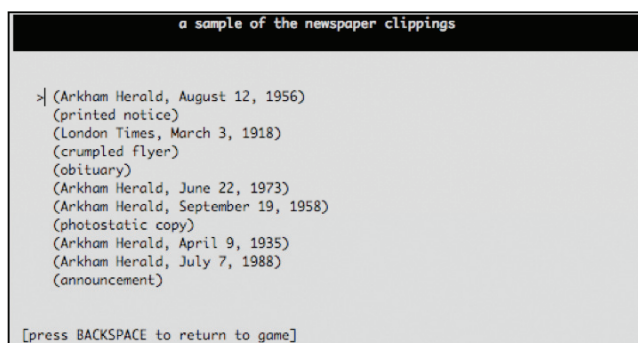 a sample of the newspaper clippings
>| (Arkham Herald, August 12, 1956)
(printed notice)
(London Times, March 3, 1918)
(crumpled flyer)
(obituary)
(Arkham Herald, June 22, 1973)
(Arkham Herald, September 19, 1958)
(photostatic copy)
(Arkham Herald, April 9, 1935)
(Arkham Herald, July 7, 1988)
(announcement)
[press BACKSPACE to return to game]